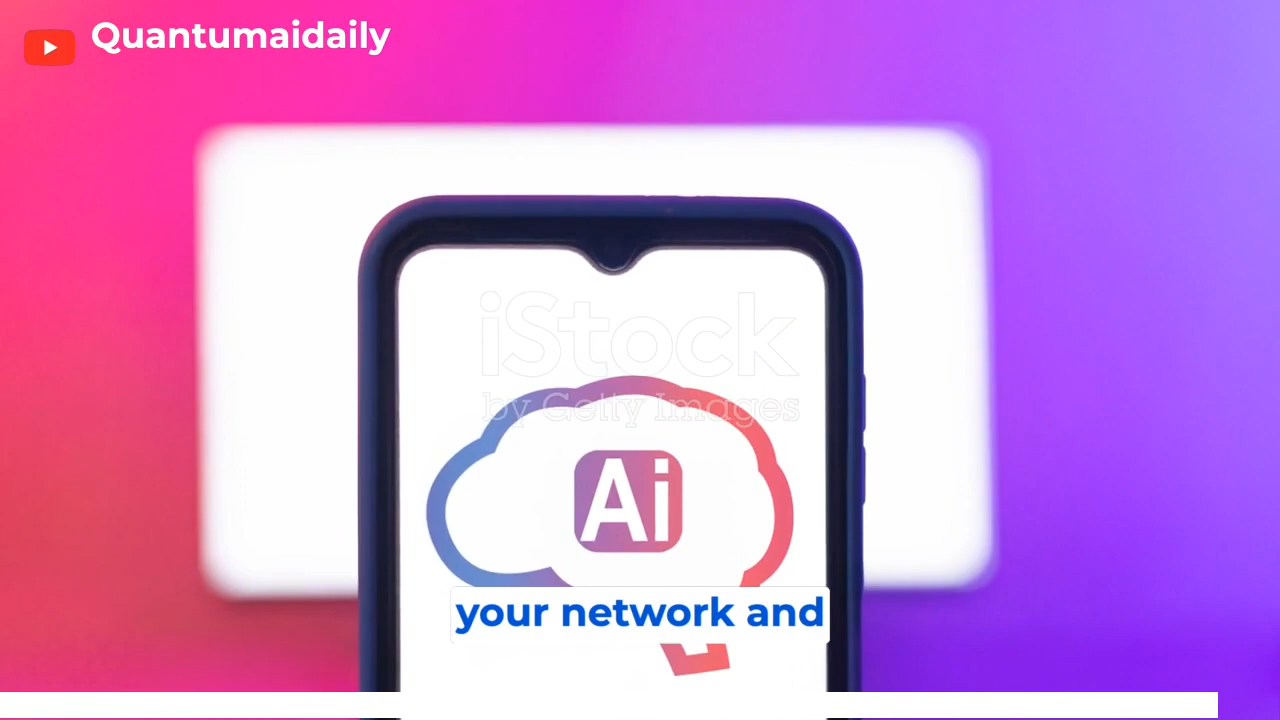 Quantumaidaily
iStock
by Getty Images
Ai
your network and